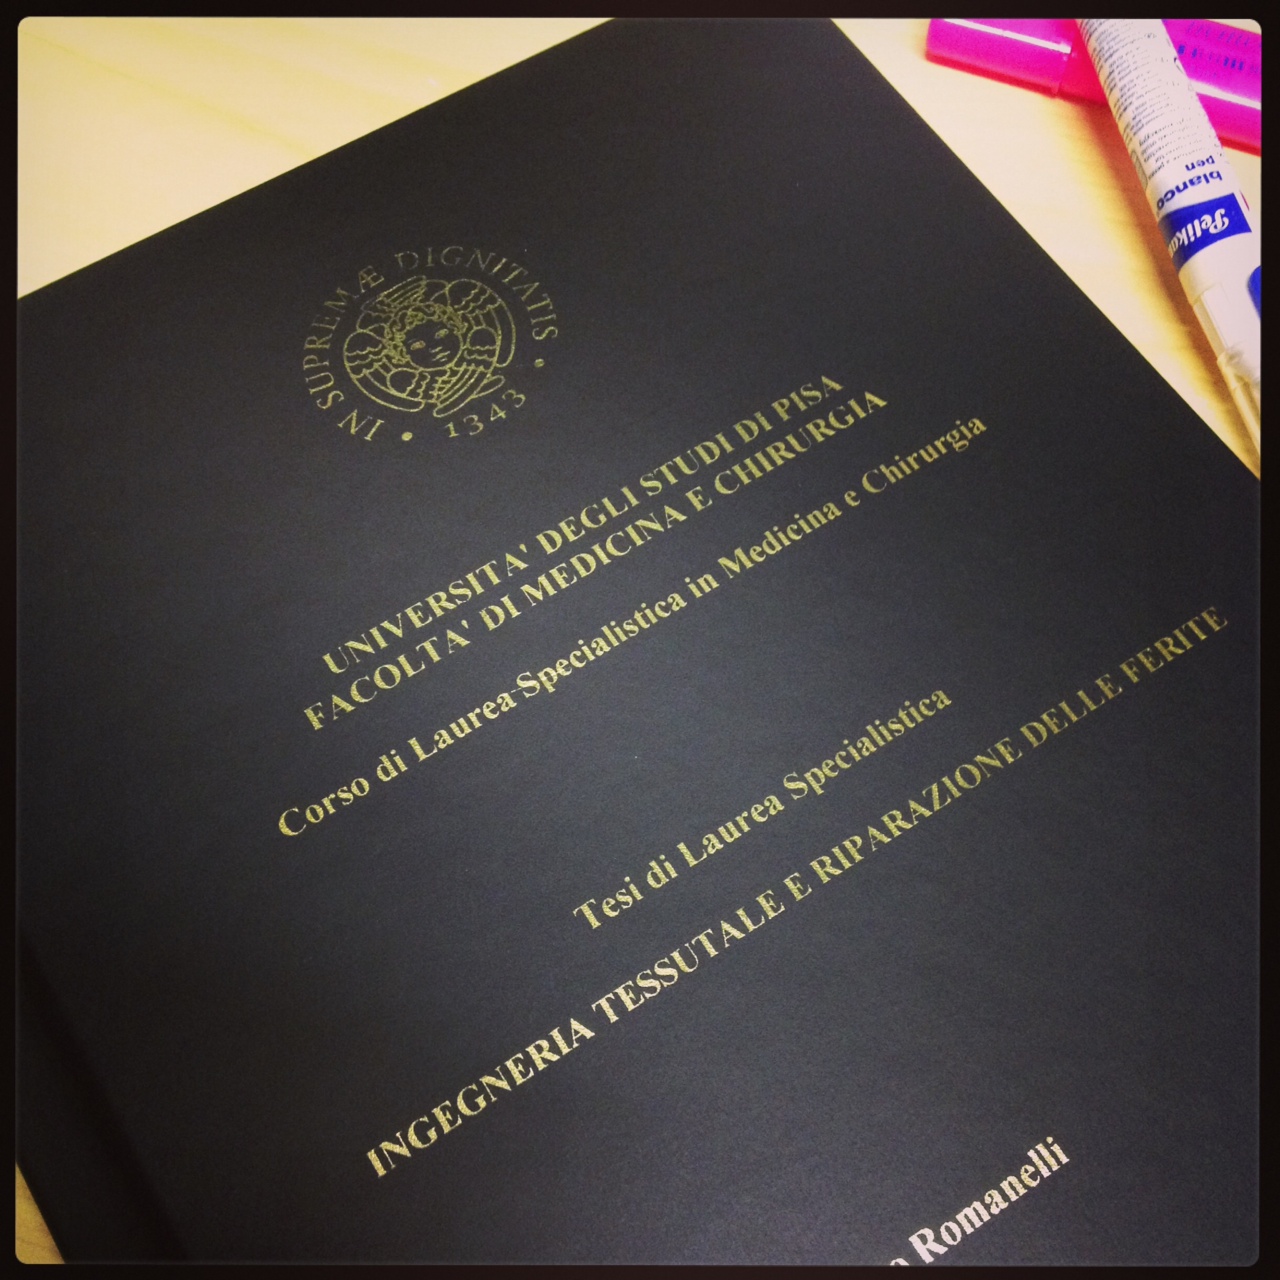 IN SUPREMÆ DIGNITATIS
• 1343 •
UNIVERSITA' DEGLI STUDI DI PISA
FACOLTA' DI MEDICINA E CHIRURGIA
Corso di Laurea Specialistica in Medicina e Chirurgia
Tesi di Laurea Specialistica
INGEGNERIA TESSUTALE E RIPARAZIONE DELLE FERITE
Romanelli
Pelikan
blanco
pen